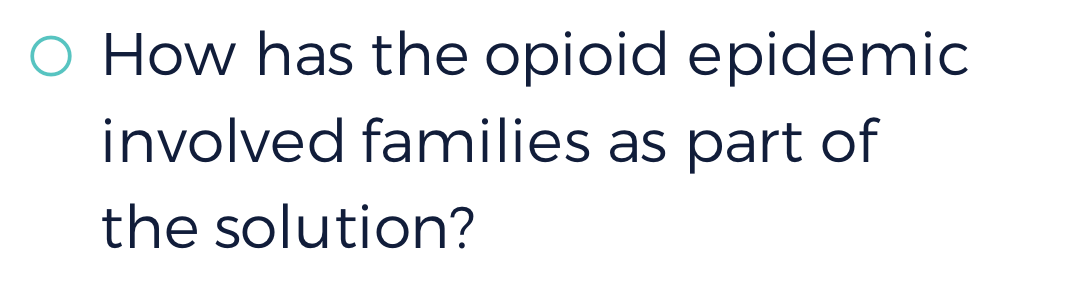 How has the opioid epidemic
involved families as part of
the solution?